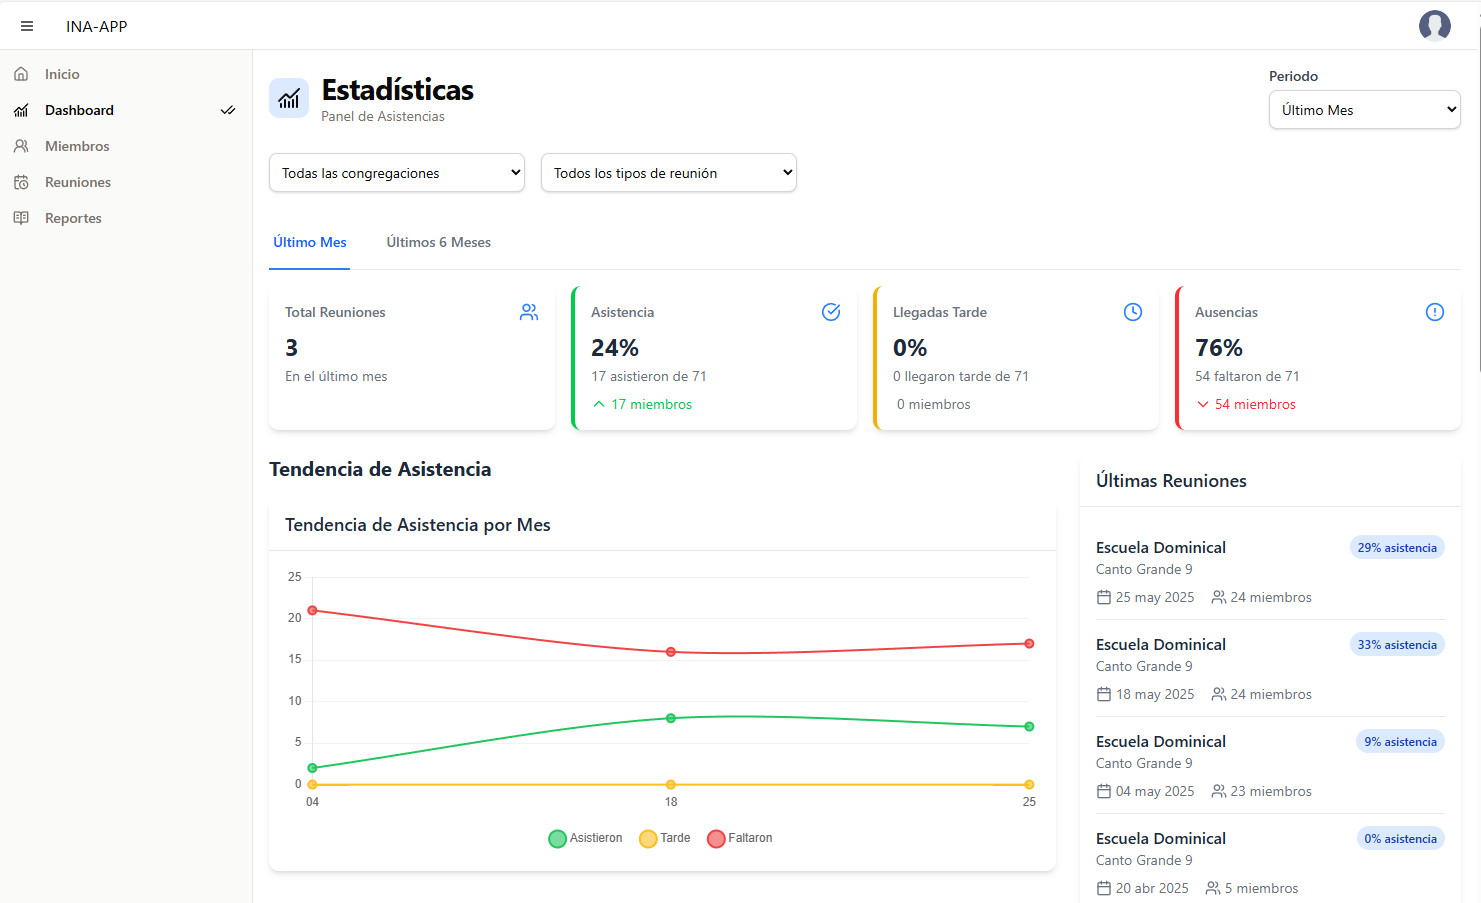 INA-APP
Inicio
Dashboard
Miembros
Reuniones
Reportes
Estadísticas
Panel de Asistencias
Periodo
Último Mes
Todas las congregaciones
Todos los tipos de reunión
Último Mes
Últimos 6 Meses
Total Reuniones
3
En el último mes
Asistencia
24%
17 asistieron de 71
17 miembros
Llegadas Tarde
0%
0 llegaron tarde de 71
0 miembros
Ausencias
76%
54 faltaron de 71
54 miembros
Tendencia de Asistencia
Tendencia de Asistencia por Mes
25
20
15
10
5
0
04
18
25
Asistieron
Tarde
Faltaron
Últimas Reuniones
Escuela Dominical
29% asistencia
Canto Grande 9
25 may 2025
24 miembros
Escuela Dominical
33% asistencia
Canto Grande 9
18 may 2025
24 miembros
Escuela Dominical
9% asistencia
Canto Grande 9
04 may 2025
23 miembros
Escuela Dominical
0% asistencia
Canto Grande 9
20 abr 2025
5 miembros